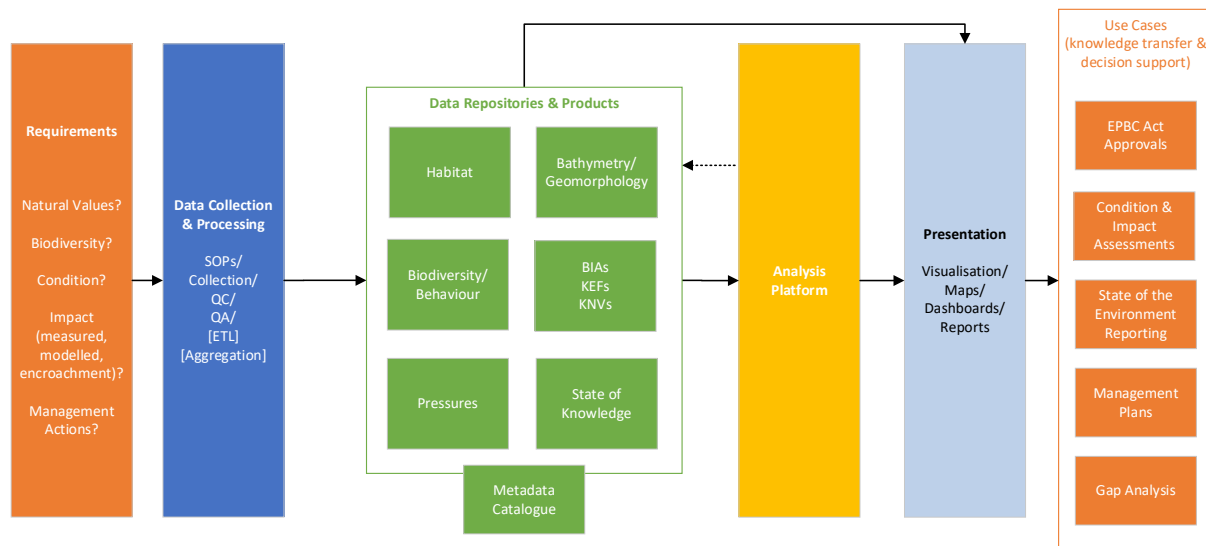 Requirements
Natural Values?
Biodiversity?
Condition?
Impact
(measured,
modelled,
encroachment)?
Management
Actions?
Data Collection
& Processing
SOPs/
Collection/
QC/
QA/
[ETL]
[Aggregation]
Data Repositories & Products
Habitat
Bathymetry/
Geomorphology
Biodiversity/
Behaviour
BIAs
KEFs
KNVs
Pressures
State of
Knowledge
Metadata
Catalogue
Analysis
Platform
Presentation
Visualisation/
Maps/
Dashboards/
Reports
Use Cases
(knowledge transfer &
decision support)
EPBC Act
Approvals
Condition &
Impact
Assessments
State of the
Environment
Reporting
Management
Plans
Gap Analysis